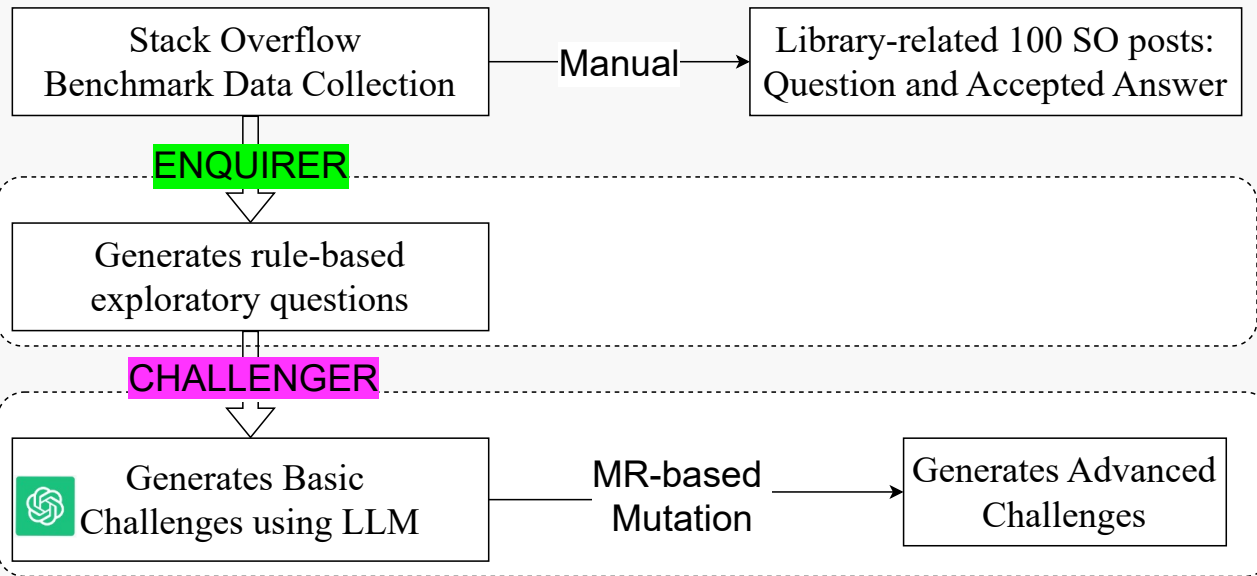 Stack Overflow
Benchmark Data Collection
Manual
Library-related 100 SO posts:
Question and Accepted Answer
ENQUIRER
Generates rule-based
exploratory questions
CHALLENGER
Generates Basic
Challenges using LLM
MR-based
Mutation
Generates Advanced
Challenges